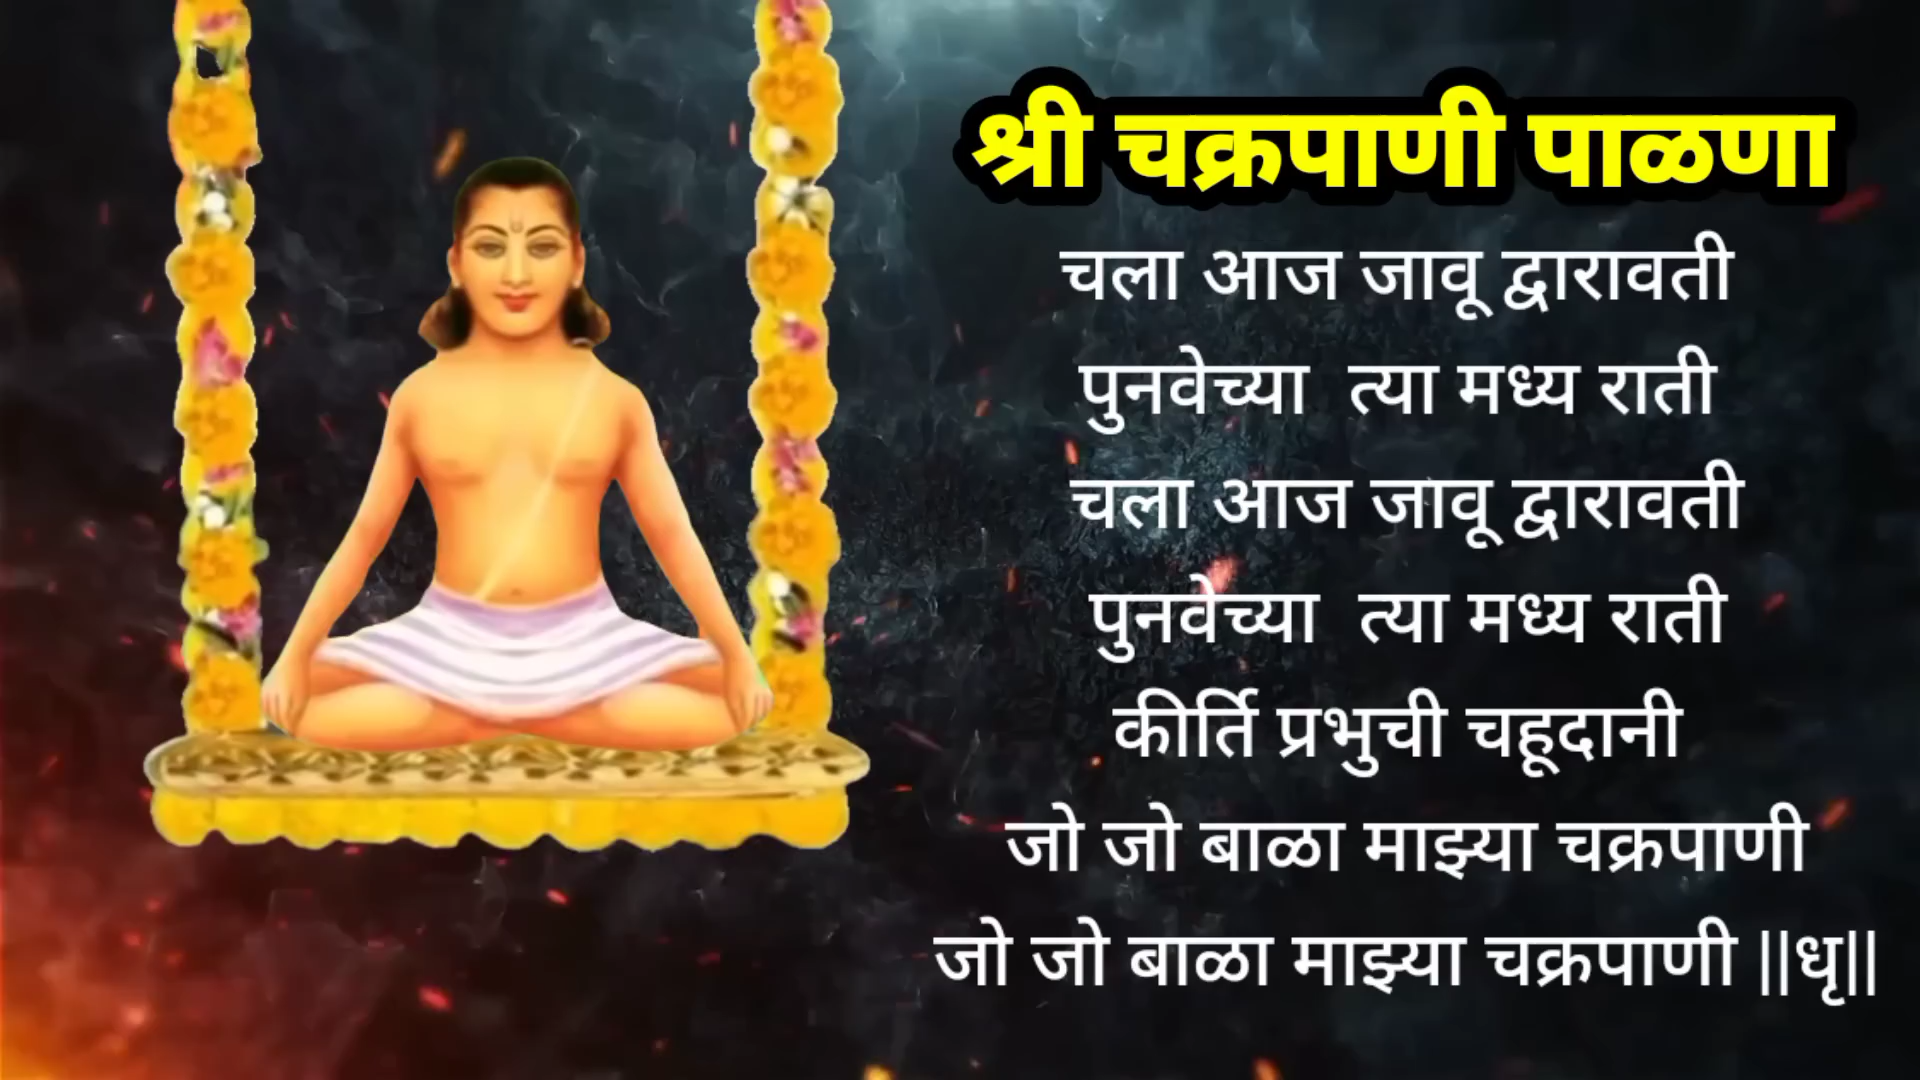 श्री चक्रपाणी पाळणा
चला आज जावू द्वारावती
पुनवेच्या त्या मध्य राती
चला आज जावू द्वारावती
पुनवेच्या त्या मध्य राती
कीर्ति प्रभुची चहूदानी
जो जो बाळा माझ्या चक्रपाणी
जो जो बाळा माझ्या चक्रपाणी ||धृ||